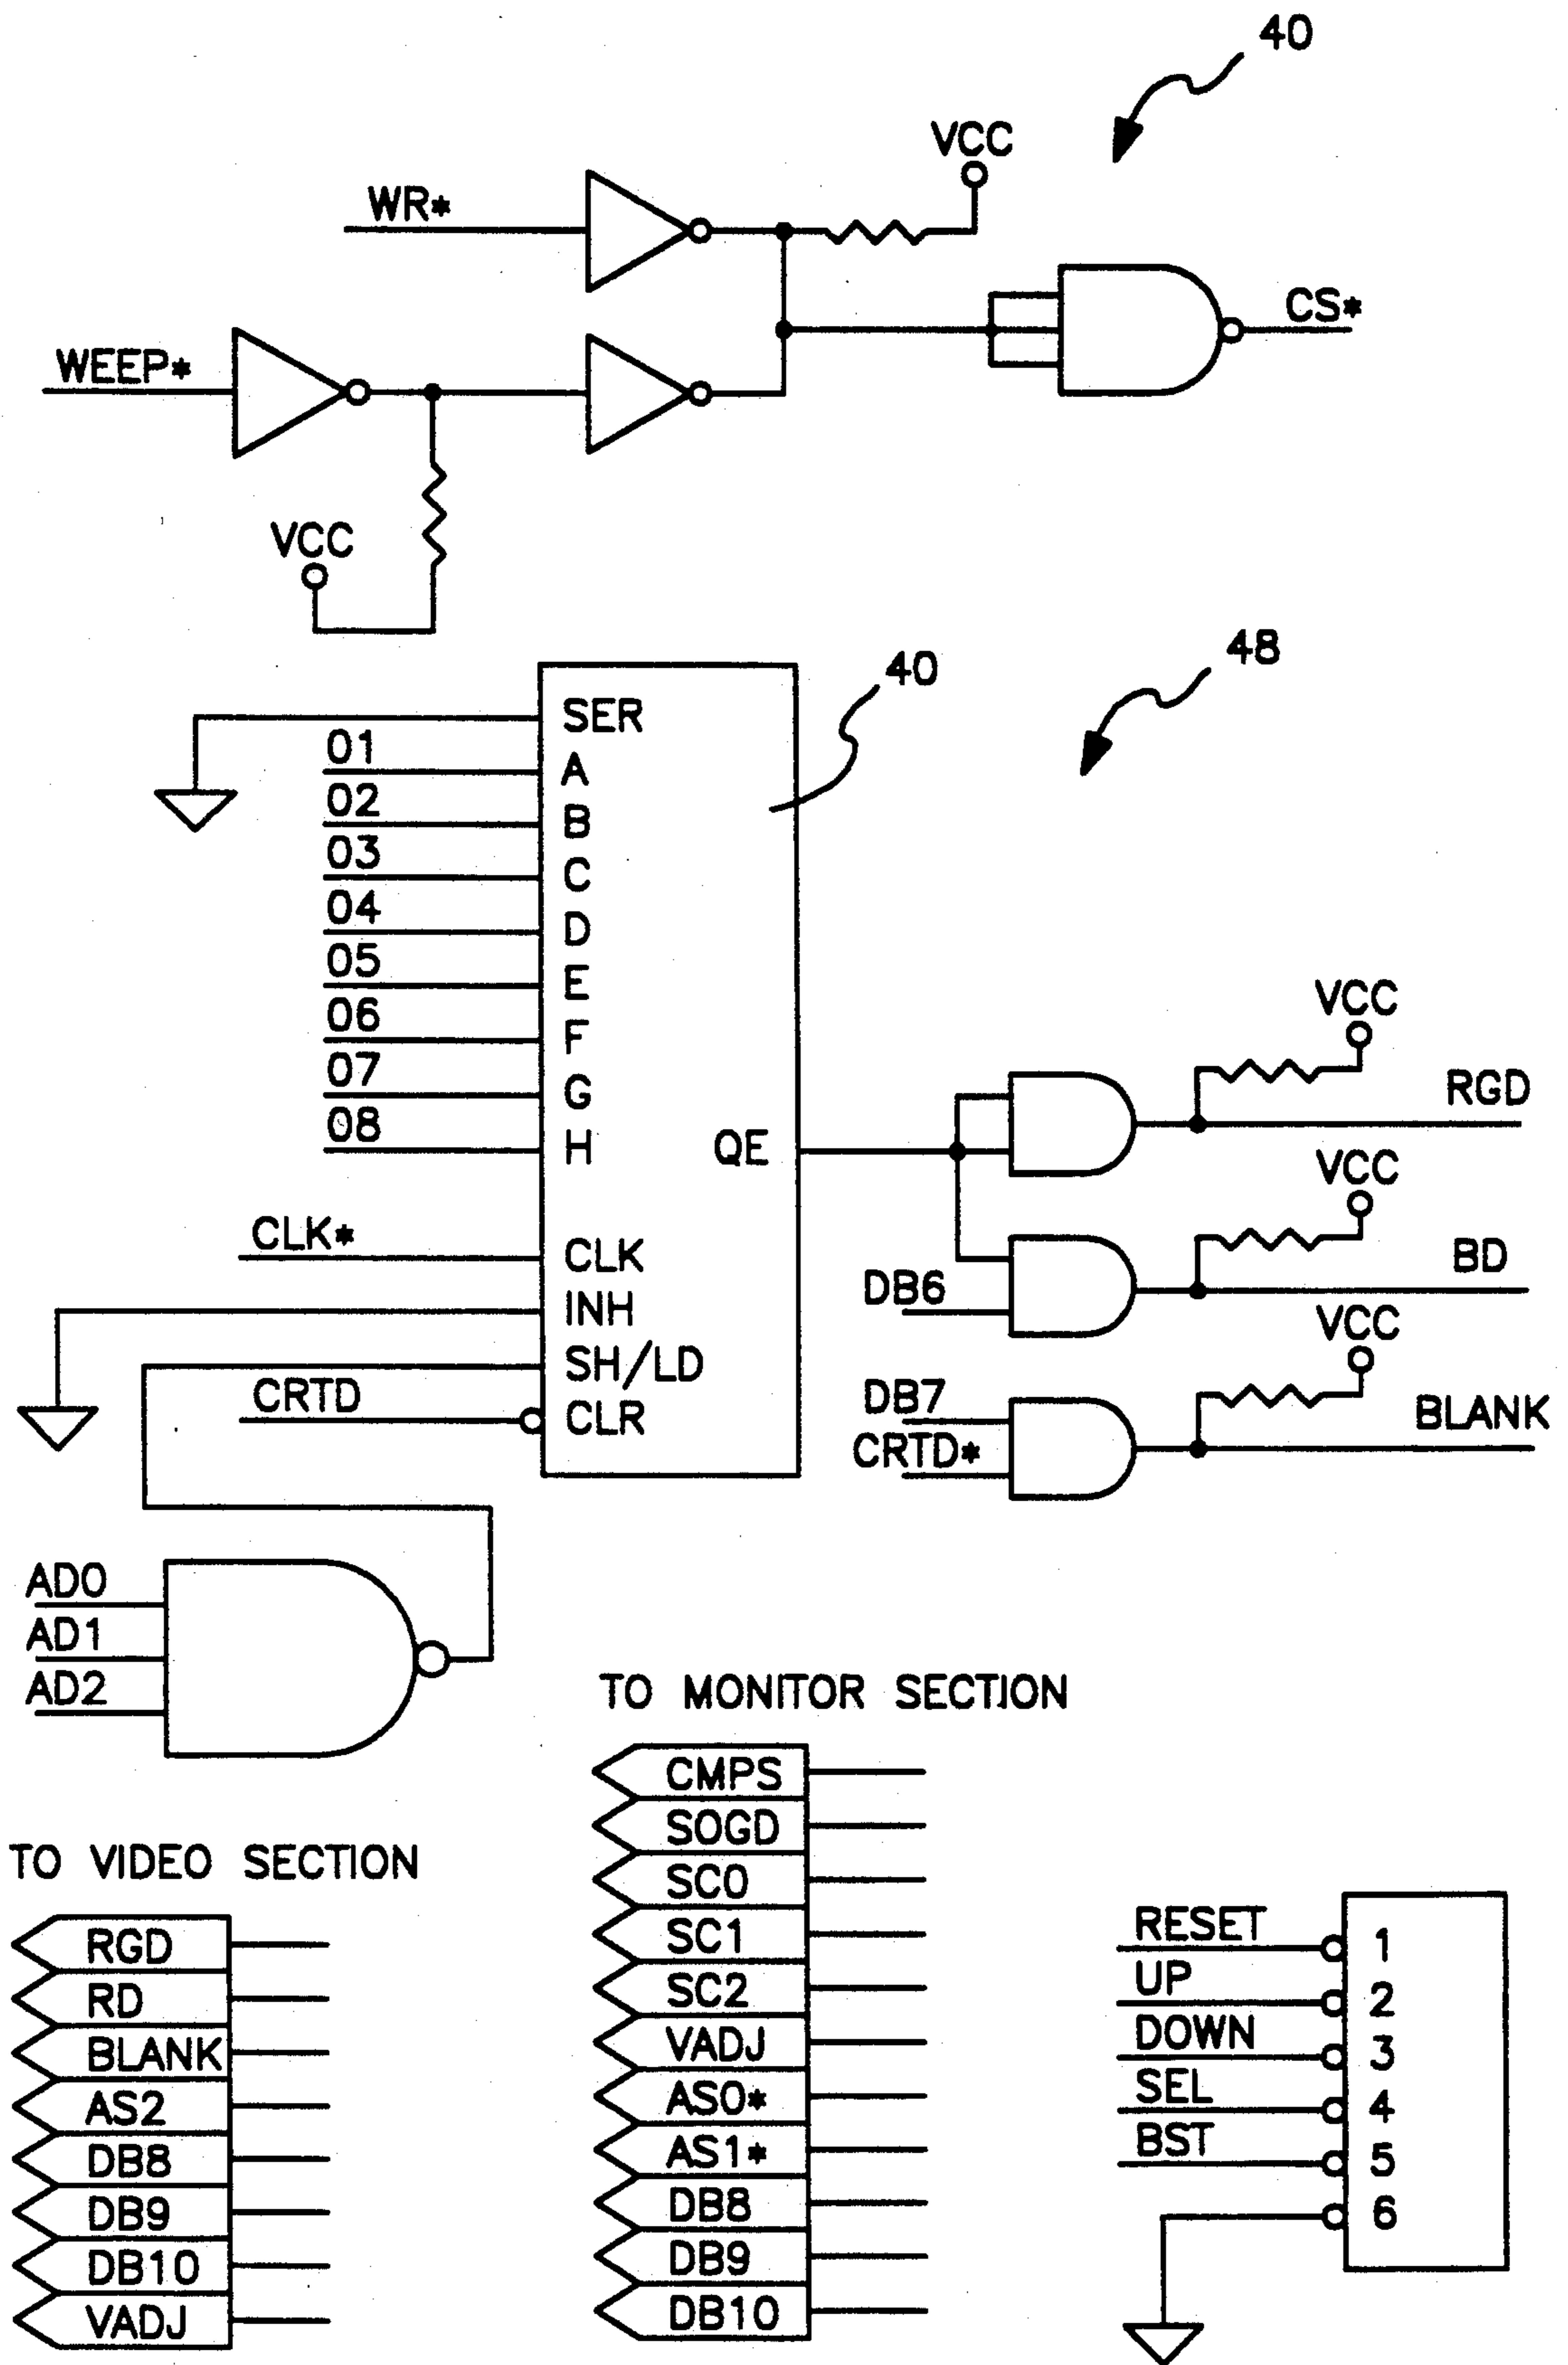 40
VCC
WR*
CS*
WEEP*
VCC
48
40
SER
01
A
02
B
03
C
04
D
05
E
06
F
07
G
08
H
QE
VCC
RGD
VCC
CLK*
CLK
BD
DB6
INH
VCC
SH/LD
CRTD
CLR
DB7
BLANK
CRTD*
AD0
AD1
AD2
TO MONITOR SECTION
CMPS
SOGD
SC0
SC1
SC2
VADJ
AS0*
AS1*
DB8
DB9
DB10
TO VIDEO SECTION
RGD
RD
BLANK
AS2
DB8
DB9
DB10
VADJ
RESET 1
UP 2
DOWN 3
SEL 4
BST 5
6